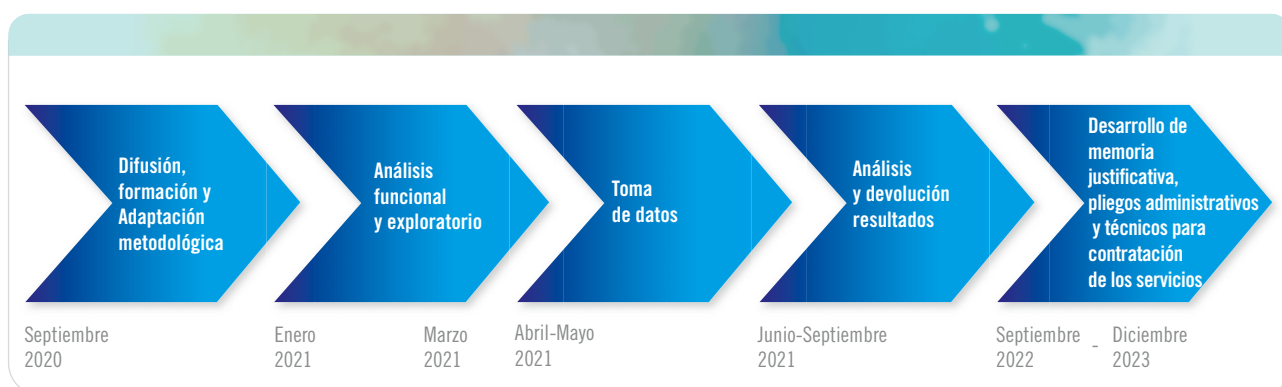 Difusión,
formación y
Adaptación
metodológica
Análisis
funcional
y exploratorio
Toma
de datos
Análisis
y devolución
resultados
Desarrollo de
memoria
justificativa,
pliegos administrativos
y técnicos para
contratación
de los servicios
Septiembre
2020
Enero
2021
Marzo
2021
Abril-Mayo
2021
Junio-Septiembre
2021
Septiembre
2022
-
Diciembre
2023